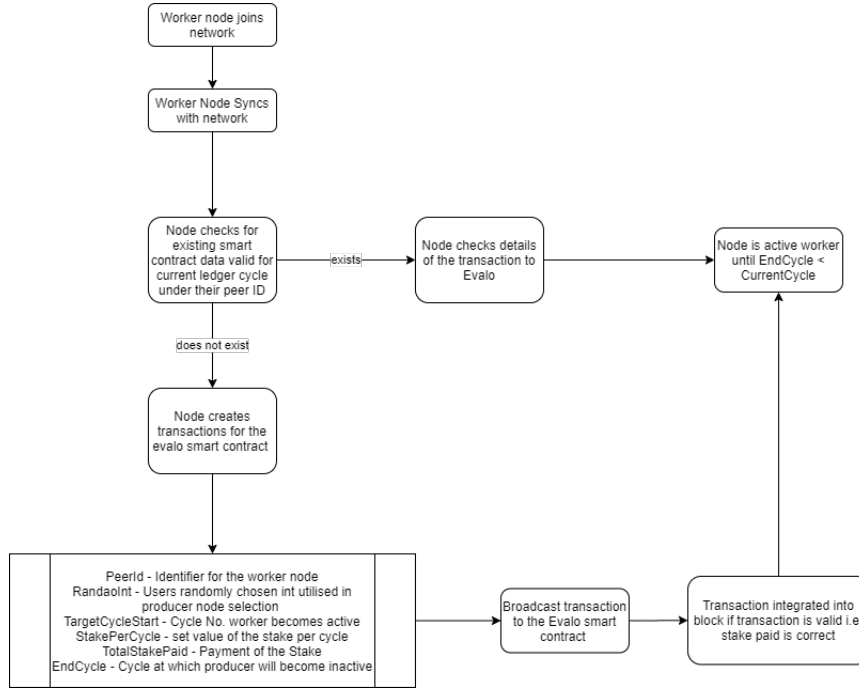 Worker node joins
network
Worker Node Syncs
with network
Node checks for
existing smart
contract data valid for
current ledger cycle
under their peer ID
exists
Node checks details
of the transaction to
Evalo
Node is active worker
until EndCycle <
CurrentCycle
does not exist
Node creates
transactions for the
evalo smart contract
PeerId - Identifier for the worker node
RandaoInt - Users randomly chosen int utilised in
producer node selection
TargetCycleStart - Cycle No. worker becomes active
StakePerCycle - set value of the stake per cycle
TotalStakePaid - Payment of the Stake
EndCycle - Cycle at which producer will become inactive
Broadcast transaction
to the Evalo smart
contract
Transaction integrated into
block if transaction is valid i.e
stake paid is correct